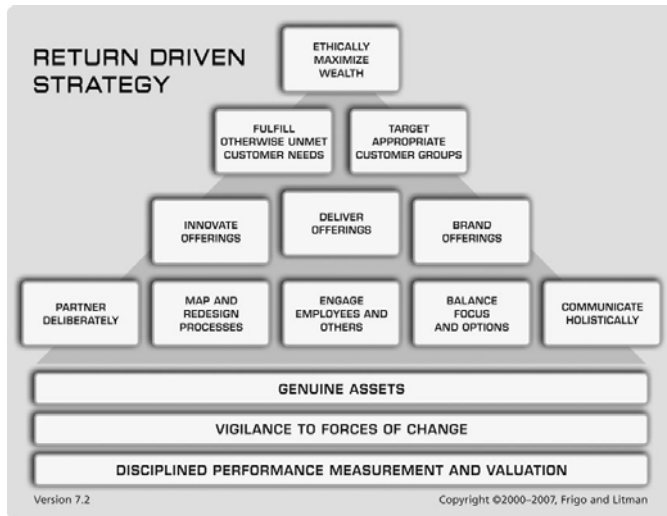 RETURN DRIVEN
STRATEGY
ETHICALLY
MAXIMIZE
WEALTH
FULFILL
OTHERWISE UNMET
CUSTOMER NEEDS
TARGET
APPROPRIATE
CUSTOMER GROUPS
INNOVATE
OFFERINGS
DELIVER
OFFERINGS
BRAND
OFFERINGS
PARTNER
DELIBERATELY
MAP AND
REDESIGN
PROCESSES
ENGAGE
EMPLOYEES AND
OTHERS
BALANCE
FOCUS
AND OPTIONS
COMMUNICATE
HOLISTICALLY
GENUINE ASSETS
VIGILANCE TO FORCES OF CHANGE
DISCIPLINED PERFORMANCE MEASUREMENT AND VALUATION
Version 7.2
Copyright ©2000–2007, Frigo and Litman